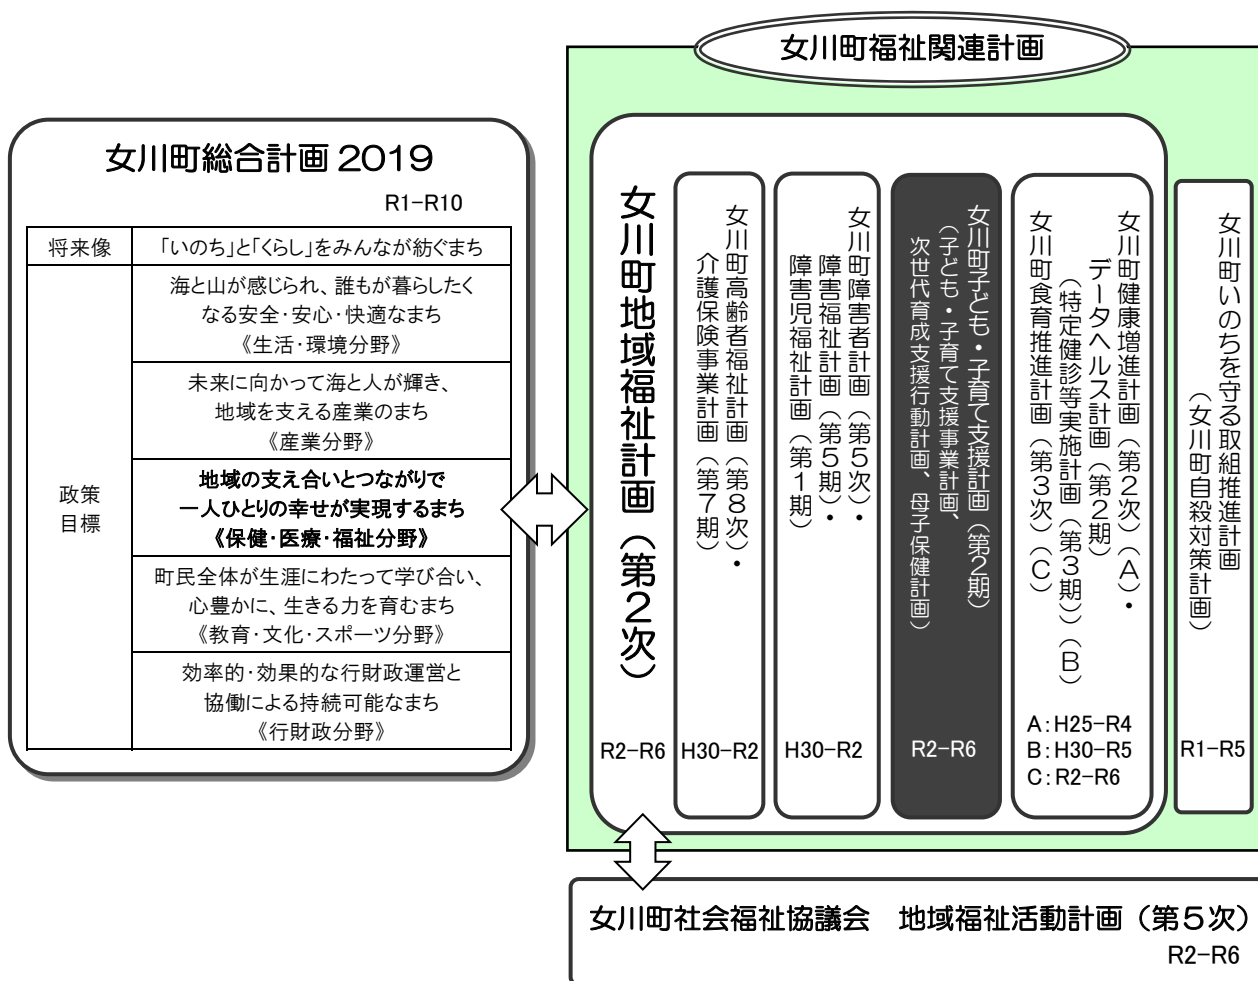 女川町福祉関連計画
女川町総合計画 2019
R1-R10
将来像
「いのち」と「くらし」をみんなが紡ぐまち
政策
目標
海と山が感じられ、誰もが暮らしたく
なる安全・安心・快適なまち
《生活・環境分野》
未来に向かって海と人が輝き、
地域を支える産業のまち
《産業分野》
地域の支え合いとつながりで
一人ひとりの幸せが実現するまち
《保健・医療・福祉分野》
町民全体が生涯にわたって学び合い、
心豊かに、生きる力を育むまち
《教育・文化・スポーツ分野》
効率的・効果的な行財政運営と
協働による持続可能なまち
《行財政分野》
女川町地域福祉計画（第２次）
R2-R6
女川町高齢者福祉計画（第８次）・
介護保険事業計画（第７期）
H30-R2
女川町障害者計画（第５次）・
障害福祉計画（第５期）・
障害児福祉計画（第１期）
H30-R2
女川町子ども・子育て支援計画（第２期）
（子ども・子育て支援事業計画、
次世代育成支援行動計画、母子保健計画）
R2-R6
女川町健康増進計画（第２次）（Ａ）・
データヘルス計画（第２期）
（特定健診等実施計画（第３期））（Ｂ）
女川町食育推進計画（第３次）（Ｃ）
A：H25-R4
B：H30-R5
C：R2-R6
女川町いのちを守る取組推進計画
（女川町自殺対策計画）
R1-R5
女川町社会福祉協議会　地域福祉活動計画（第５次）
R2-R6